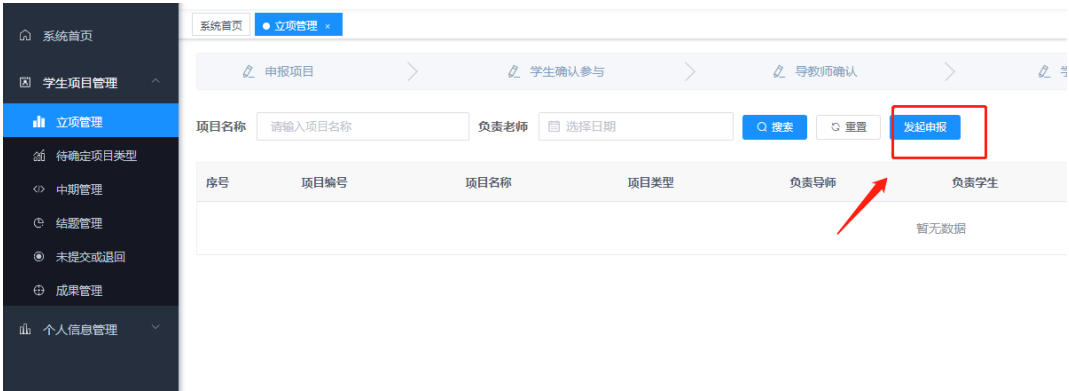 系统首页
学生项目管理
立项管理
待确定项目类型
中期管理
结题管理
未提交或退回
成果管理
个人信息管理
系统首页 立项管理 ×
申报项目 学生确认参与 导教师确认
项目名称 请输入项目名称 负责老师 选择日期 搜索 重置 发起申报
序号 项目编号 项目名称 项目类型 负责导师 负责学生
暂无数据